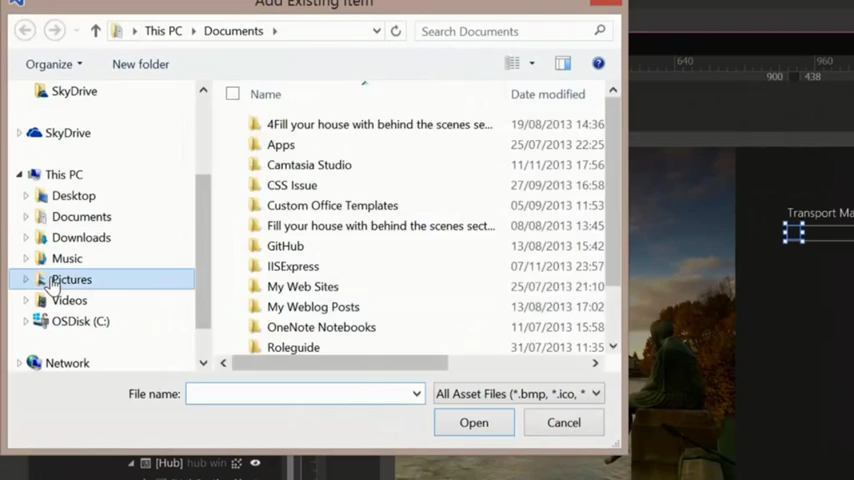 Add Existing Item
This PC
Documents
Search Documents
Organize
New folder
SkyDrive
SkyDrive
This PC
Desktop
Documents
Downloads
Music
Pictures
Videos
OSDisk (C:)
Network
Name
Date modified
4Fill your house with behind the scenes se... 19/08/2013 14:36
Apps 25/07/2013 22:25
Camtasia Studio 11/11/2013 17:56
CSS Issue 27/09/2013 16:58
Custom Office Templates 05/09/2013 11:53
Fill your house with behind the scenes sect... 08/08/2013 13:45
GitHub 13/08/2013 15:42
IISExpress 07/11/2013 23:57
My Web Sites 25/07/2013 21:10
My Weblog Posts 13/08/2013 17:02
OneNote Notebooks 11/07/2013 15:58
Roleguide 31/07/2013 11:35
File name:
All Asset Files (*.bmp, *.ico, *
Open
Cancel
640
960
900
438
Transport Ma
[Hub] hub win